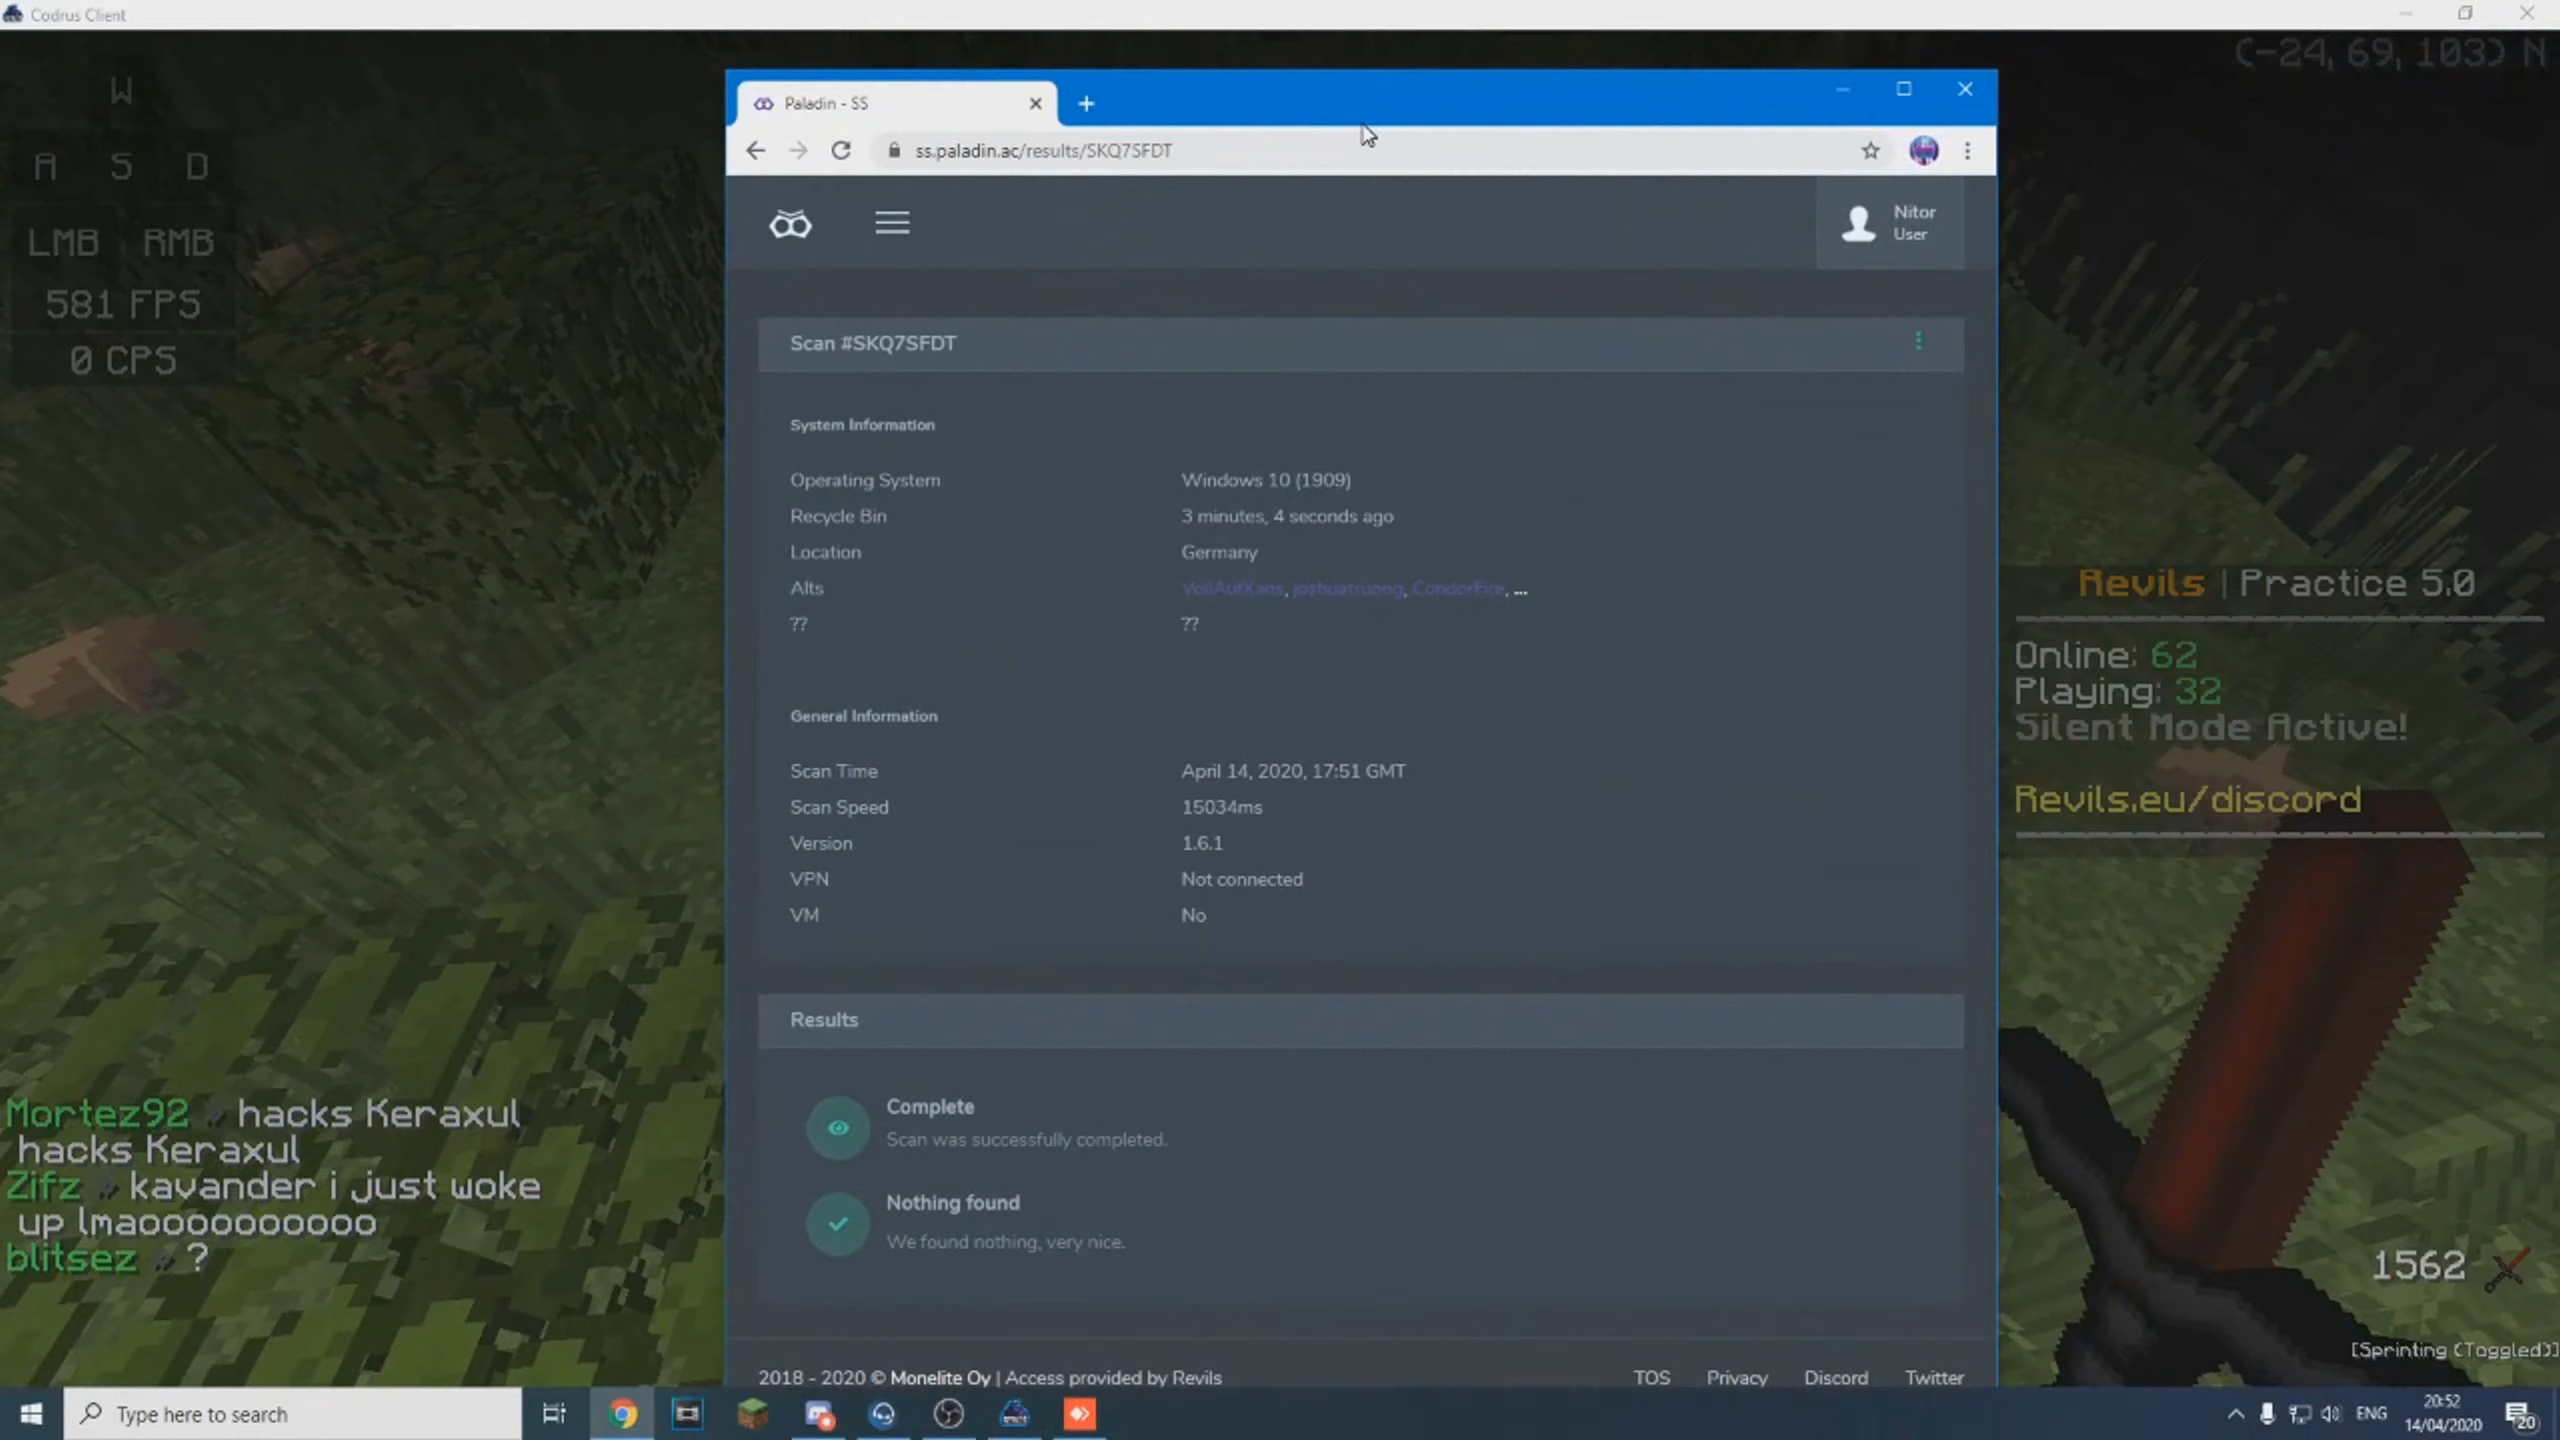 Codrus Client
(-24, 69, 103) N
W
A S D
LMB RMB
581 FPS
0 CPS
Paladin - SS
ss.paladin.ac/results/SKQ7SFDT
Nitor
User
Scan #SKQ7SFDT
System Information
Operating System Windows 10 (1909)
Recycle Bin 3 minutes, 4 seconds ago
Location Germany
Alts VollAufXans, joshuatruong, CondorFire, ...
?? ??
General Information
Scan Time April 14, 2020, 17:51 GMT
Scan Speed 15034ms
Version 1.6.1
VPN Not connected
VM No
Results
Complete
Scan was successfully completed.
Nothing found
We found nothing, very nice.
2018 - 2020 © Monelite Oy | Access provided by Revils
TOS Privacy Discord Twitter
Revils | Practice 5.0
Online: 62
Playing: 32
Silent Mode Active!
Revils.eu/discord
Mortez92 » hacks Keraxul
hacks Keraxul
Zifz » kavander i just woke
up lmaoooooooooo
blitsez » ?
1562
[Sprinting (Toggled)]
Type here to search
ENG
20:52
14/04/2020
20